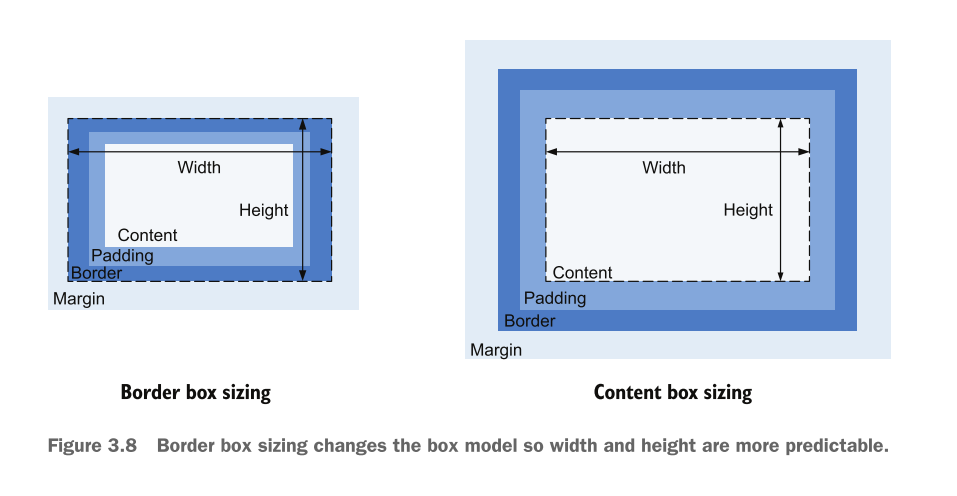 Width
Height
Content
Padding
Border
Margin
Border box sizing
Width
Height
Content
Padding
Border
Margin
Content box sizing
Figure 3.8 Border box sizing changes the box model so width and height are more predictable.